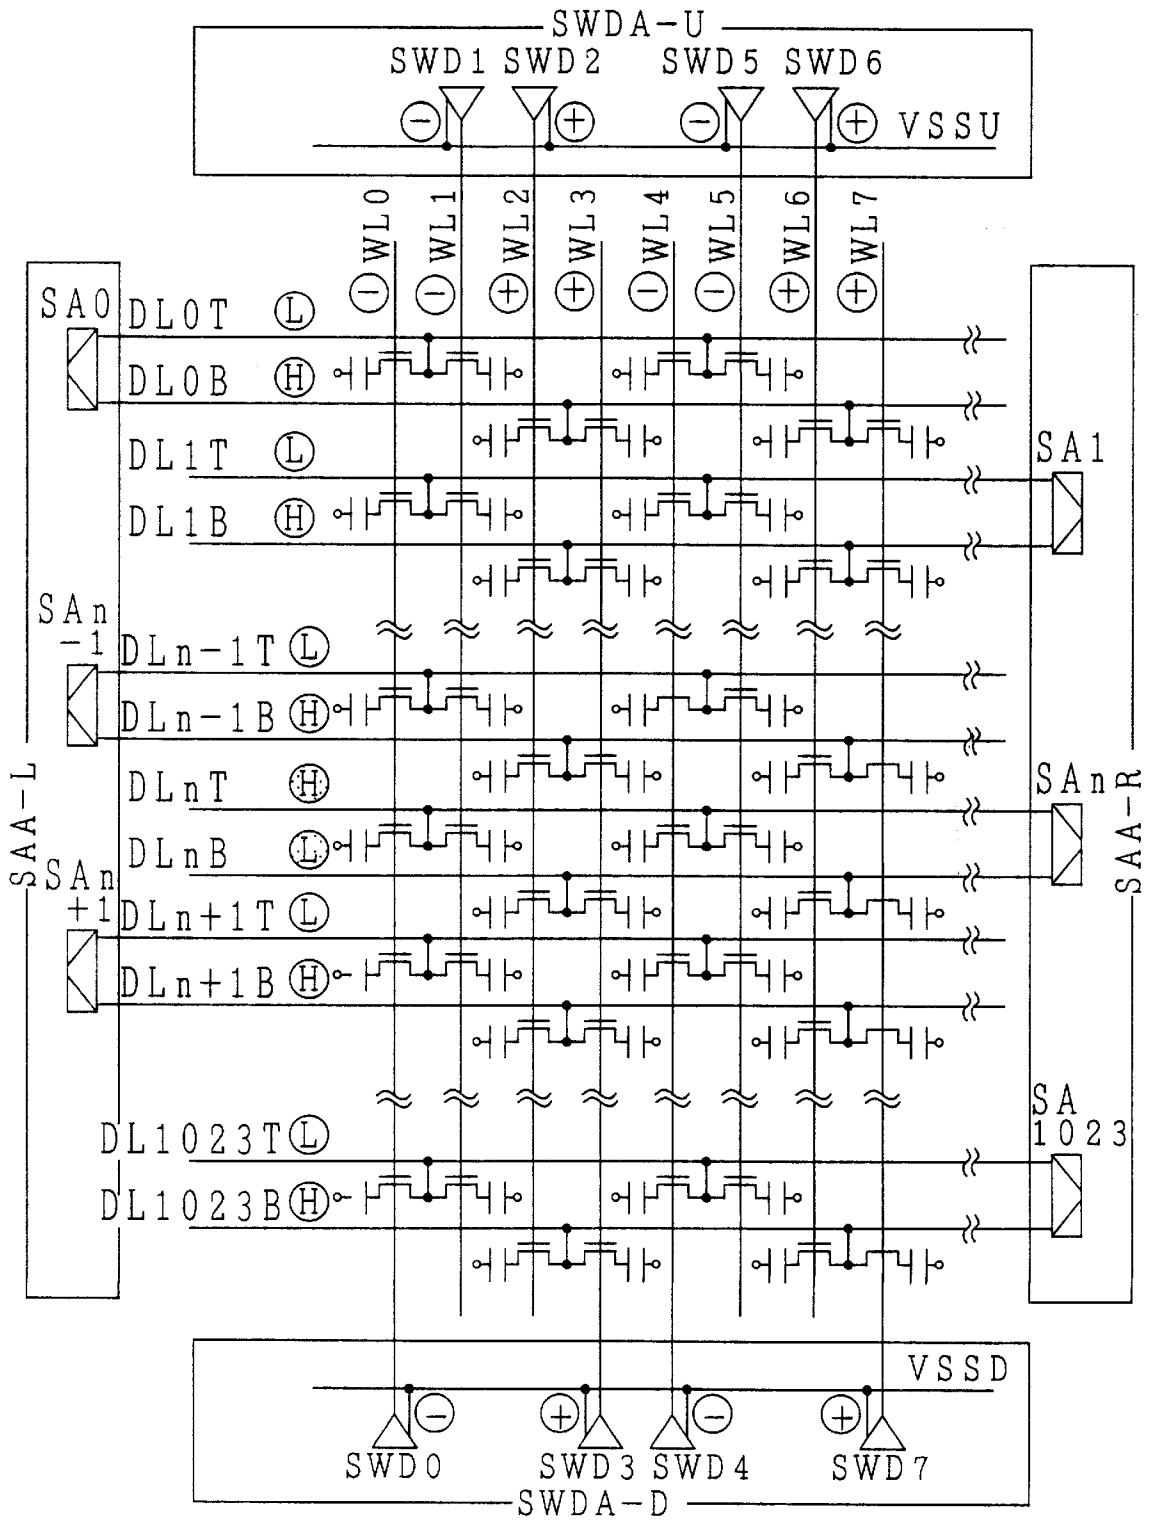 SWDA-U
SWD1 SWD2 SWD5 SWD6
- + - + VSSU
WL0 WL1 WL2 WL3 WL4 WL5 WL6 WL7
- - + + - - + +
SA0 DL0T L
DL0B H
DL1T L SA1
DL1B H
SAn
-1 DLn-1T L
DLn-1B H
DLnT H SAn
DLnB L
SAA-L
SAA-R
SAn
+1 DLn+1T L
DLn+1B H
SA
1023
DL1023T L
DL1023B H
VSSD
- + - +
SWD0 SWD3 SWD4 SWD7
SWDA-D